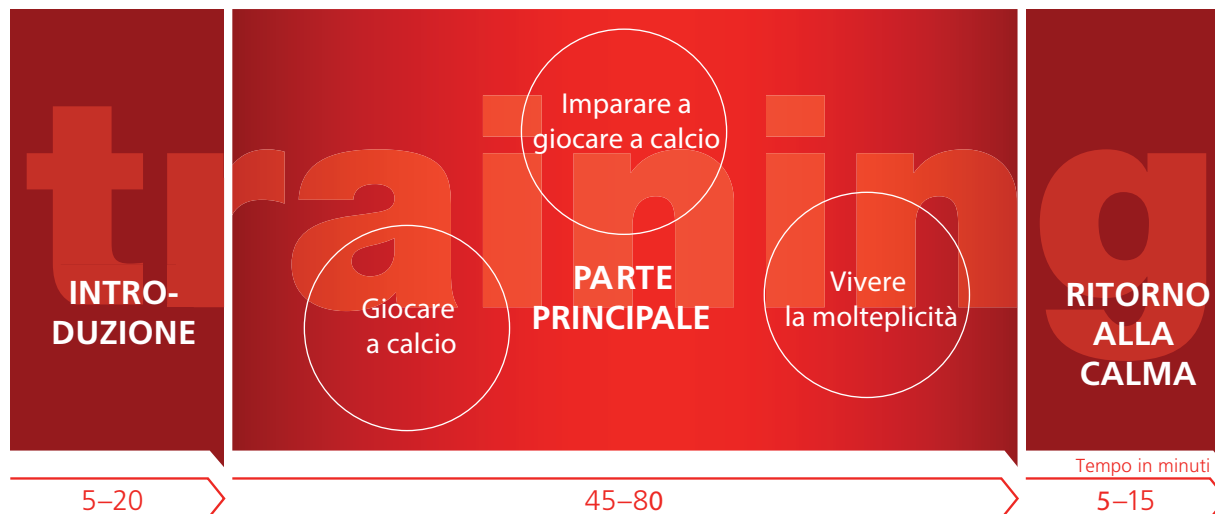 training
INTRO-
DUZIONE
Imparare a
giocare a calcio
Giocare
a calcio
PARTE
PRINCIPALE
Vivere
la molteplicità
RITORNO
ALLA
CALMA
Tempo in minuti
5–20
45–80
5–15